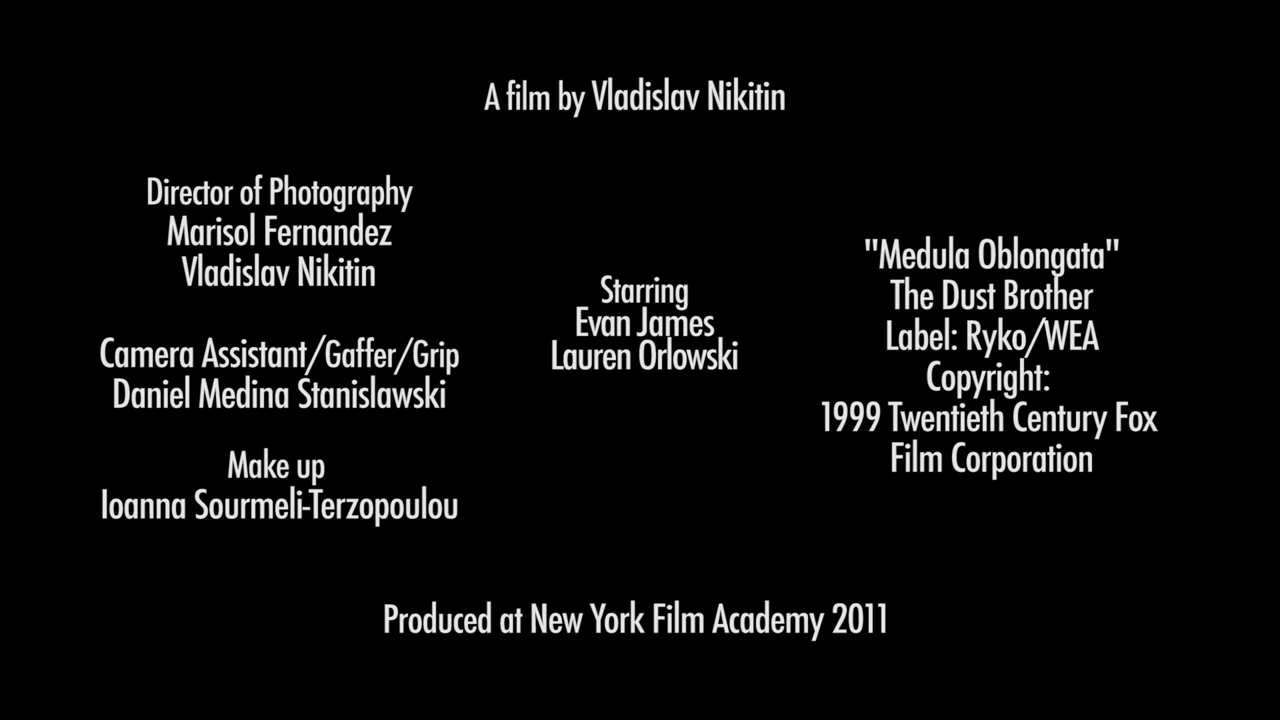 A film by Vladislav Nikitin
Director of Photography
Marisol Fernandez
Vladislav Nikitin
Camera Assistant/Gaffer/Grip
Daniel Medina Stanislawski
Make up
Ioanna Sourmeli-Terzopoulou
Starring
Evan James
Lauren Orlowski
"Medula Oblongata"
The Dust Brother
Label: Ryko/WEA
Copyright:
1999 Twentieth Century Fox
Film Corporation
Produced at New York Film Academy 2011